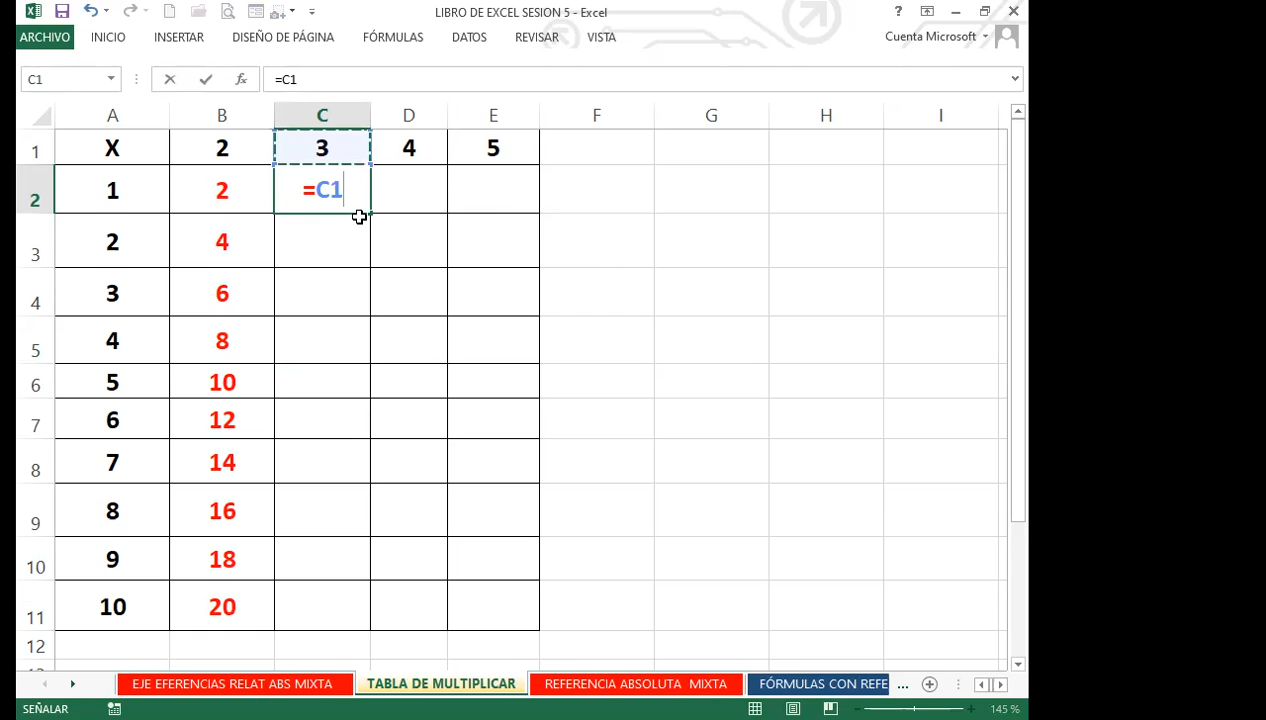 LIBRO DE EXCEL SESION 5 - Excel
?
ARCHIVO INICIO INSERTAR DISEÑO DE PÁGINA FÓRMULAS DATOS REVISAR VISTA Cuenta Microsoft
C1 fx =C1
A B C D E F G H I
1 X 2 3 4 5
2 1 2 =C1
3 2 4
4 3 6
5 4 8
6 5 10
7 6 12
8 7 14
9 8 16
10 9 18
11 10 20
12
EJE EFERENCIAS RELAT ABS MIXTA TABLA DE MULTIPLICAR REFERENCIA ABSOLUTA MIXTA FÓRMULAS CON REFE ...
SEÑALAR 145 %